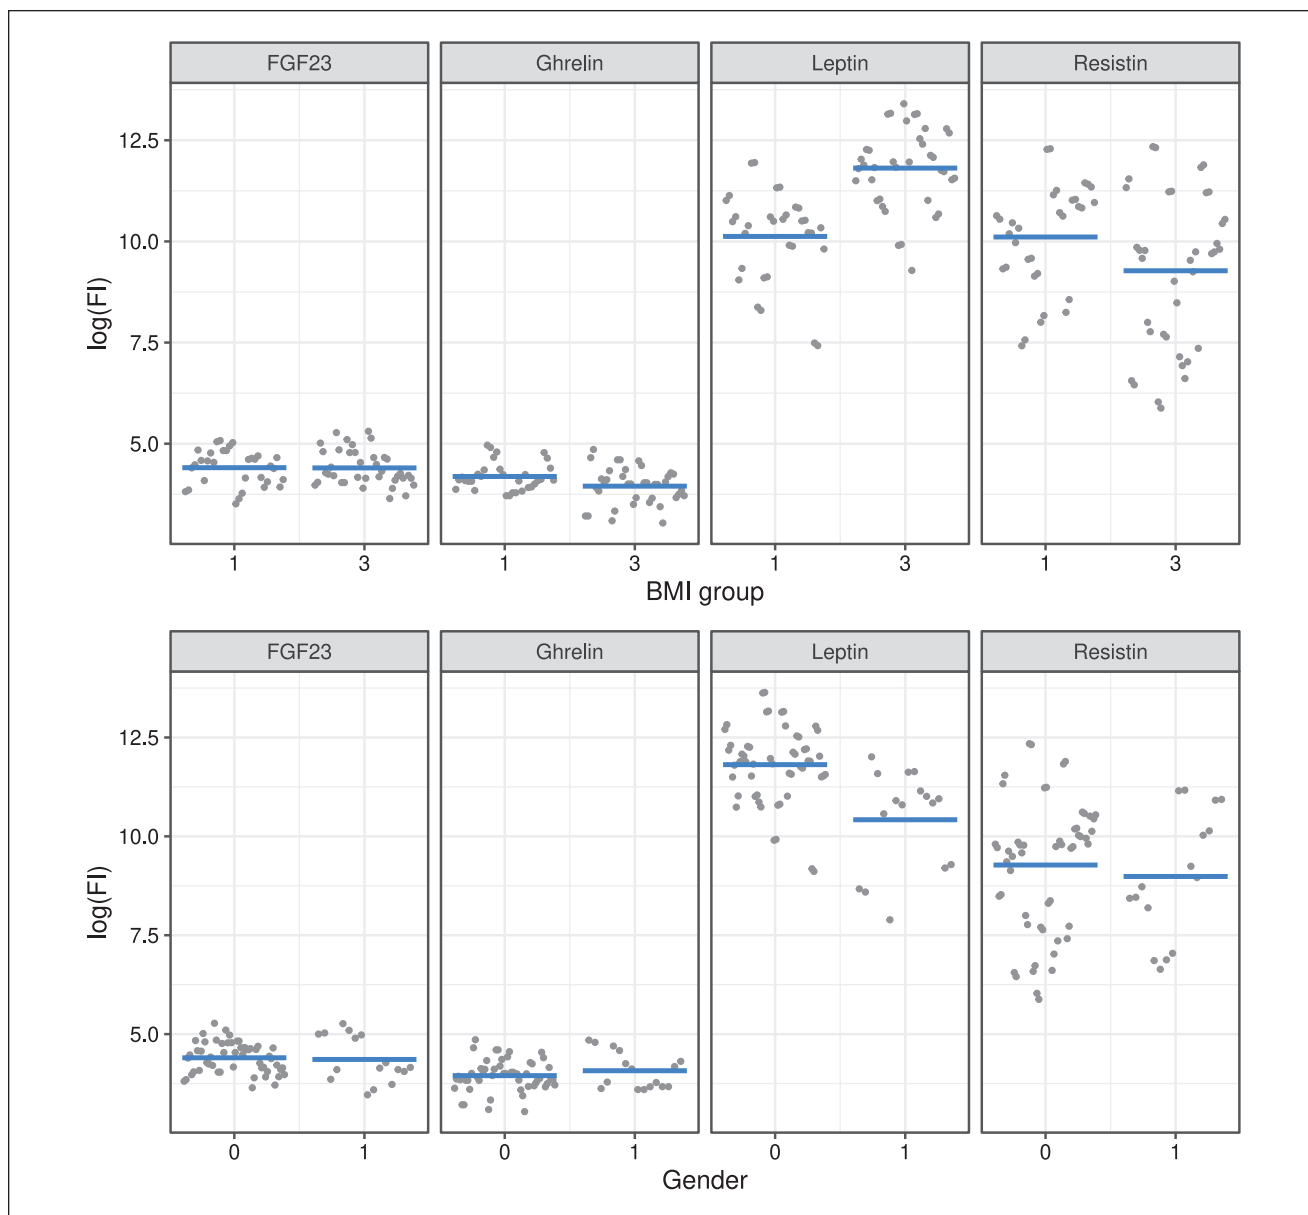 FGF23 Ghrelin Leptin Resistin
12.5
10.0
7.5
5.0
log(FI)
1 3 1 3 1 3 1 3
BMI group
FGF23 Ghrelin Leptin Resistin
12.5
10.0
7.5
5.0
log(FI)
0 1 0 1 0 1 0 1
Gender